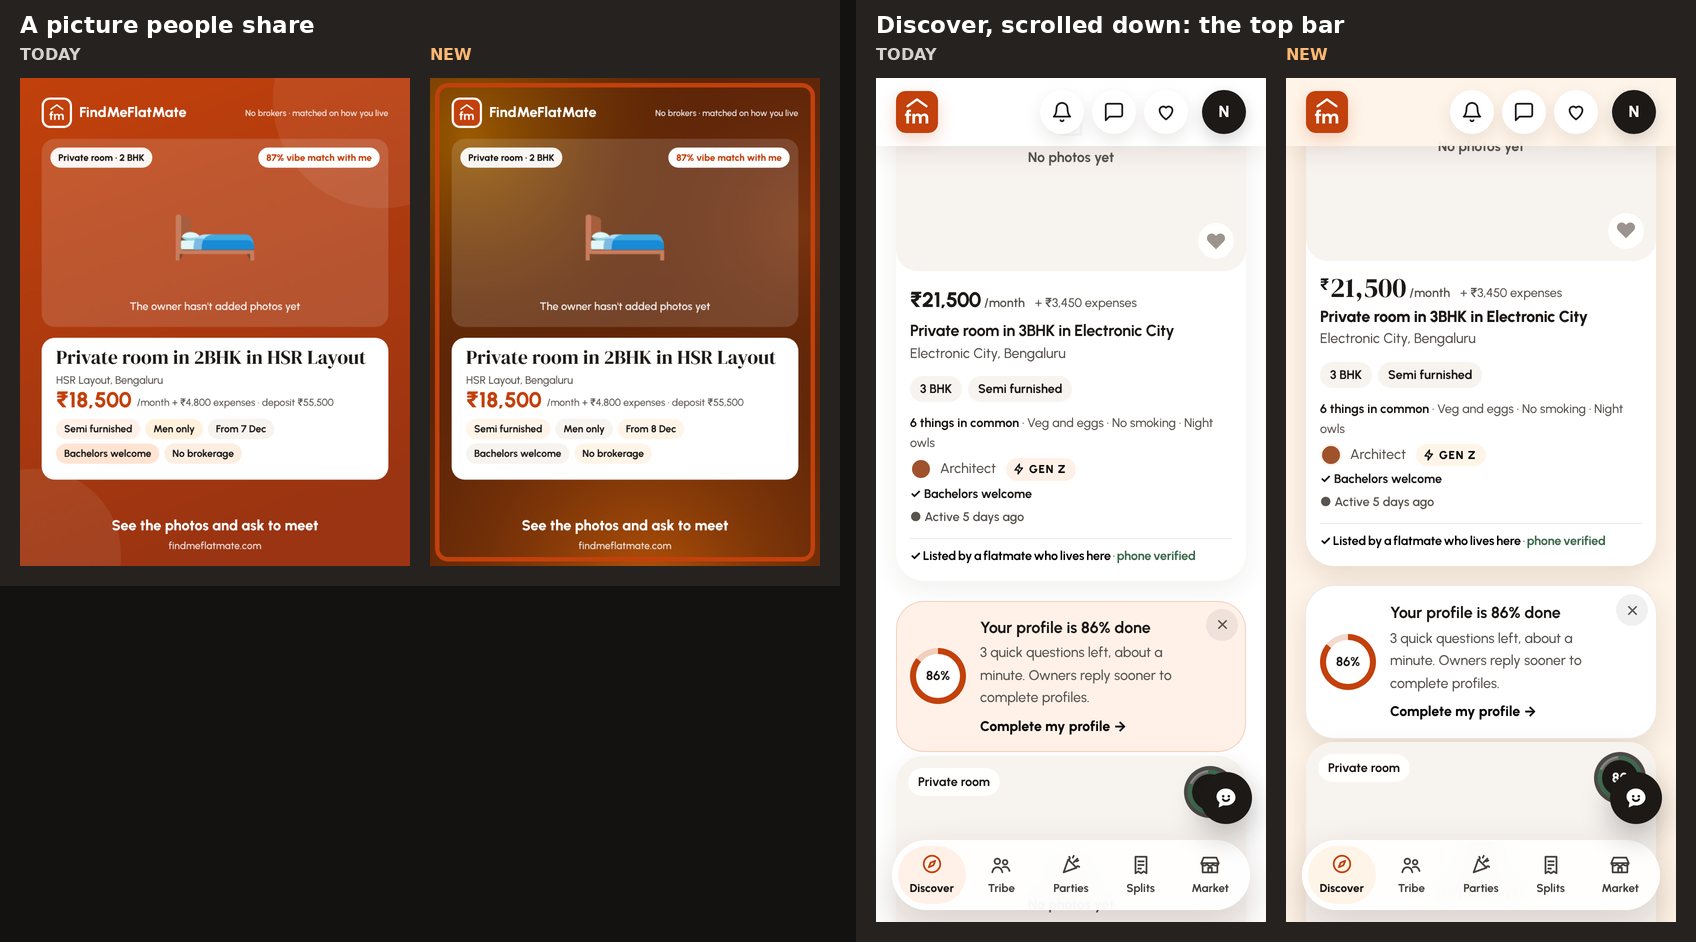 A picture people share
TODAY
NEW
fm
FindMeFlatMate
No brokers · matched on how you live
Private room · 2 BHK
87% vibe match with me
The owner hasn't added photos yet
Private room in 2BHK in HSR Layout
HSR Layout, Bengaluru
₹18,500 /month + ₹4,800 expenses · deposit ₹55,500
Semi furnished
Men only
From 7 Dec
Bachelors welcome
No brokerage
See the photos and ask to meet
findmeflatmate.com
fm
FindMeFlatMate
No brokers · matched on how you live
Private room · 2 BHK
87% vibe match with me
The owner hasn't added photos yet
Private room in 2BHK in HSR Layout
HSR Layout, Bengaluru
₹18,500 /month + ₹4,800 expenses · deposit ₹55,500
Semi furnished
Men only
From 8 Dec
Bachelors welcome
No brokerage
See the photos and ask to meet
findmeflatmate.com
Discover, scrolled down: the top bar
TODAY
NEW
fm
N
No photos yet
₹21,500 /month + ₹3,450 expenses
Private room in 3BHK in Electronic City
Electronic City, Bengaluru
3 BHK
Semi furnished
6 things in common · Veg and eggs · No smoking · Night
owls
Architect
GEN Z
✓ Bachelors welcome
Active 5 days ago
✓ Listed by a flatmate who lives here · phone verified
Your profile is 86% done
3 quick questions left, about a
86%
minute. Owners reply sooner to
complete profiles.
Complete my profile →
Private room
Discover
Tribe
Parties
Splits
Market
No photos yet
fm
N
No photos yet
₹21,500 /month + ₹3,450 expenses
Private room in 3BHK in Electronic City
Electronic City, Bengaluru
3 BHK
Semi furnished
6 things in common · Veg and eggs · No smoking · Night
owls
Architect
GEN Z
✓ Bachelors welcome
Active 5 days ago
✓ Listed by a flatmate who lives here · phone verified
Your profile is 86% done
3 quick questions left, about a
86%
minute. Owners reply sooner to
complete profiles.
Complete my profile →
Private room
Discover
Tribe
Parties
Splits
Market